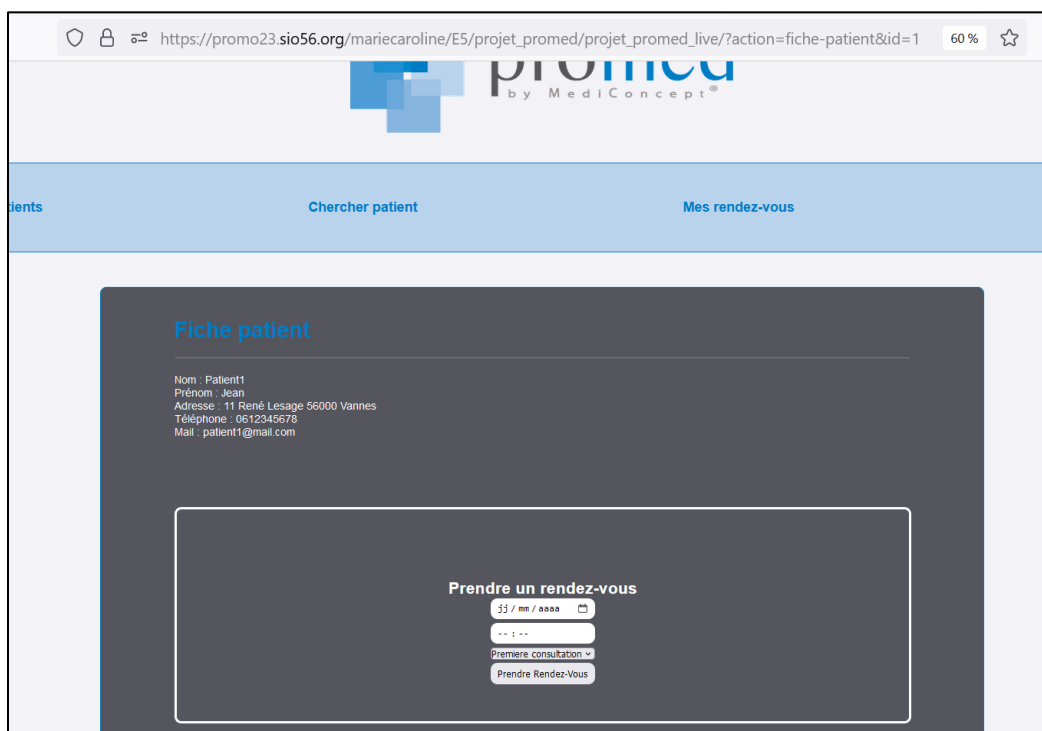 https://promo23.sio56.org/mariecaroline/E5/projet_promed/projet_promed_live/?action=fiche-patient&id=1 60 %
promed
by MediConcept®
tients Chercher patient Mes rendez-vous
Fiche patient
Nom : Patient1
Prénom : Jean
Adresse : 11 René Lesage 56000 Vannes
Téléphone : 0612345678
Mail : patient1@mail.com
Prendre un rendez-vous
jj / mm / aaaa
-- : --
Premiere consultation
Prendre Rendez-Vous